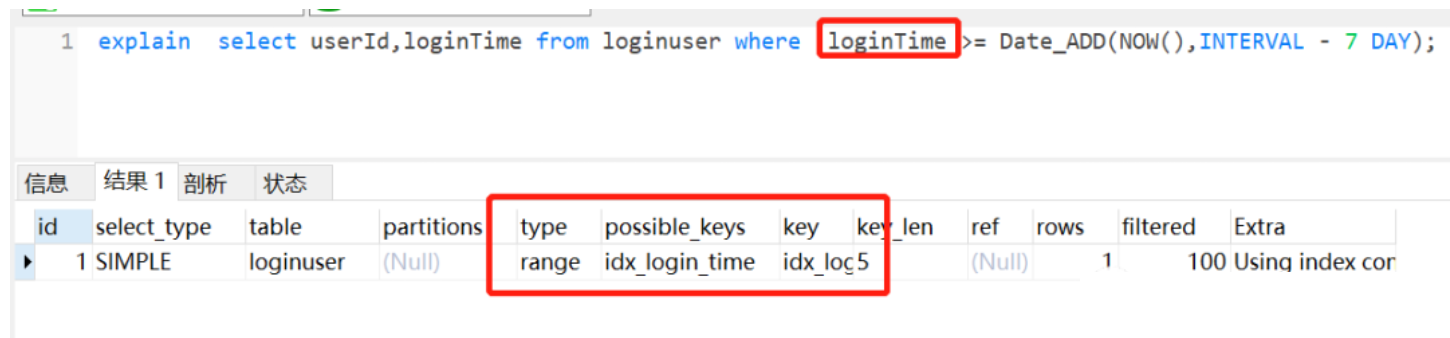 1 explain select userId,loginTime from loginuser where loginTime >= Date_ADD(NOW(),INTERVAL - 7 DAY);
信息 结果 1 剖析 状态
id select_type table partitions type possible_keys key key_len ref rows filtered Extra
1 SIMPLE loginuser (Null) range idx_login_time idx_log 5 (Null) 1 100 Using index con